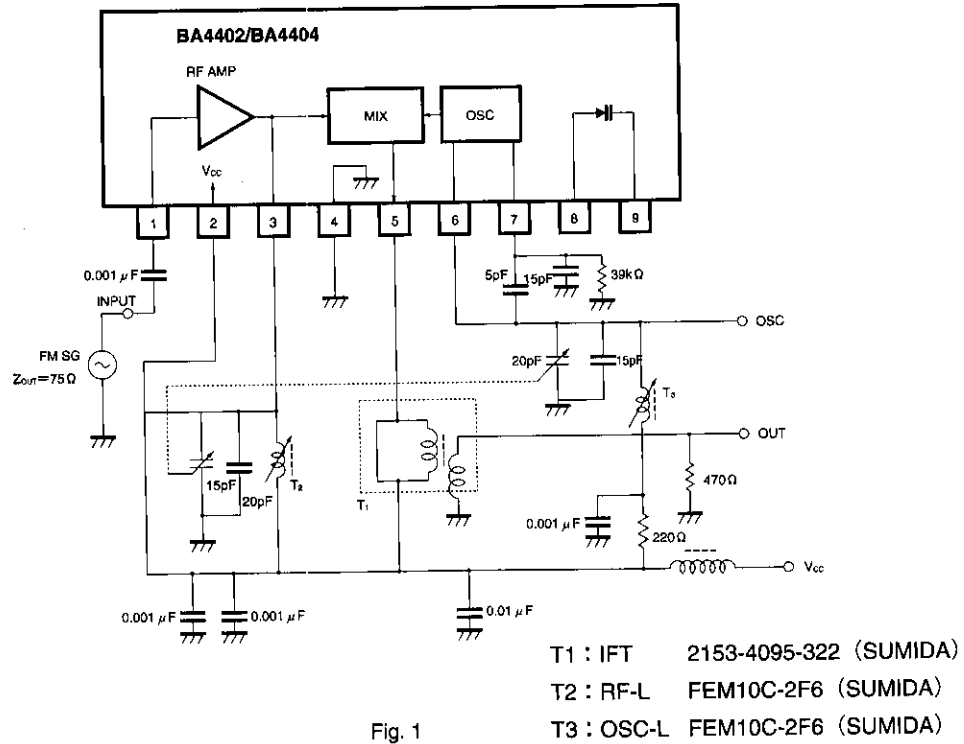 BA4402/BA4404
RF AMP
MIX
OSC
Vcc
1
2
3
4
5
6
7
8
9
0.001 μF
INPUT
5pF
15pF
39kΩ
OSC
FM SG
ZOUT=75Ω
20pF
15pF
T3
OUT
15pF
20pF
T2
T1
470Ω
0.001 μF
220Ω
Vcc
0.001 μF
0.001 μF
0.01 μF
T1 : IFT 2153-4095-322 (SUMIDA)
T2 : RF-L FEM10C-2F6 (SUMIDA)
T3 : OSC-L FEM10C-2F6 (SUMIDA)
Fig. 1